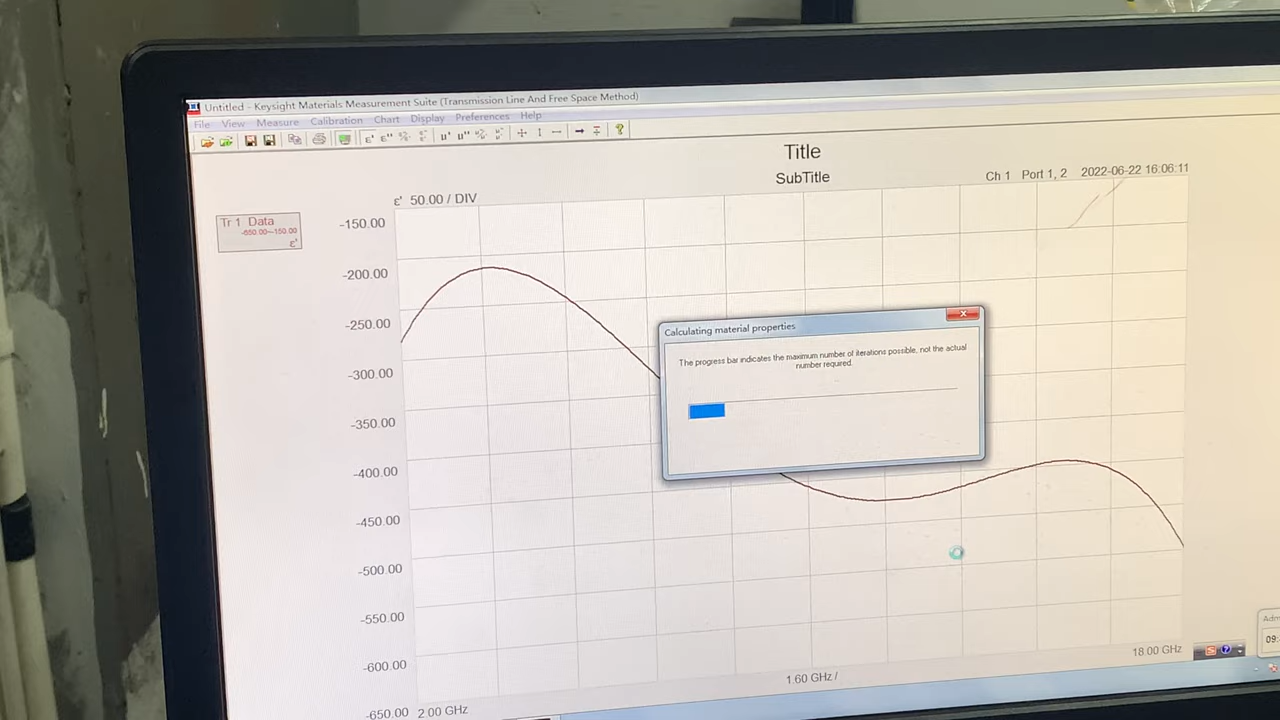 Untitled - Keysight Materials Measurement Suite (Transmission Line And Free Space Method)
File View Measure Calibration Chart Display Preferences Help
ε' ε'' μ' μ''
Title
SubTitle
Ch 1 Port 1, 2 2022-06-22 16:06:11
ε' 50.00 / DIV
Tr 1 Data
-650.00~-150.00
ε'
-150.00
-200.00
-250.00
-300.00
-350.00
-400.00
-450.00
-500.00
-550.00
-600.00
-650.00
Calculating material properties
The progress bar indicates the maximum number of iterations possible, not the actual
number required.
2.00 GHz
1.60 GHz /
18.00 GHz
09: